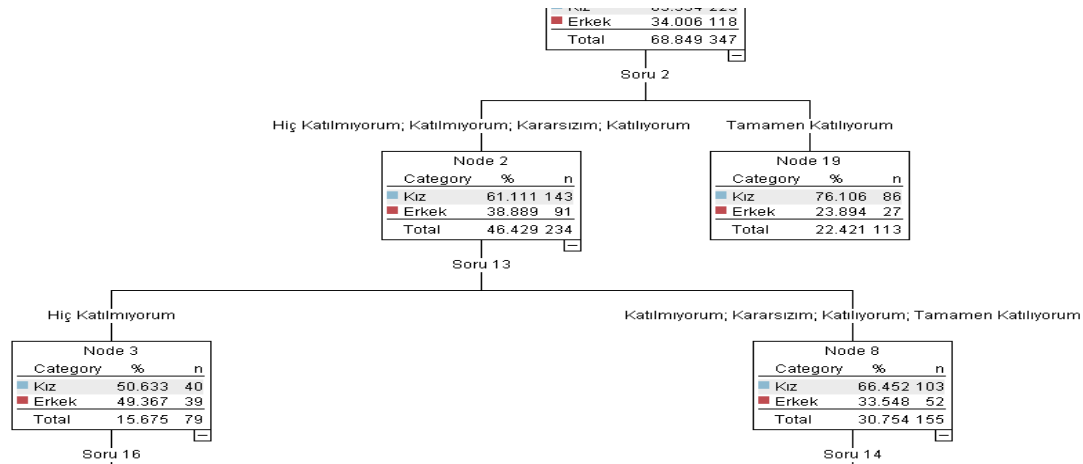 Erkek 34.006 118
Total 68.849 347
Soru 2
Hiç Katılmıyorum; Katılmıyorum; Kararsızım; Katılıyorum
Tamamen Katılıyorum
Node 2
Category % n
Kız 61.111 143
Erkek 38.889 91
Total 46.429 234
Node 19
Category % n
Kız 76.106 86
Erkek 23.894 27
Total 22.421 113
Soru 13
Hiç Katılmıyorum
Katılmıyorum; Kararsızım; Katılıyorum; Tamamen Katılıyorum
Node 3
Category % n
Kız 50.633 40
Erkek 49.367 39
Total 15.675 79
Node 8
Category % n
Kız 66.452 103
Erkek 33.548 52
Total 30.754 155
Soru 16
Soru 14